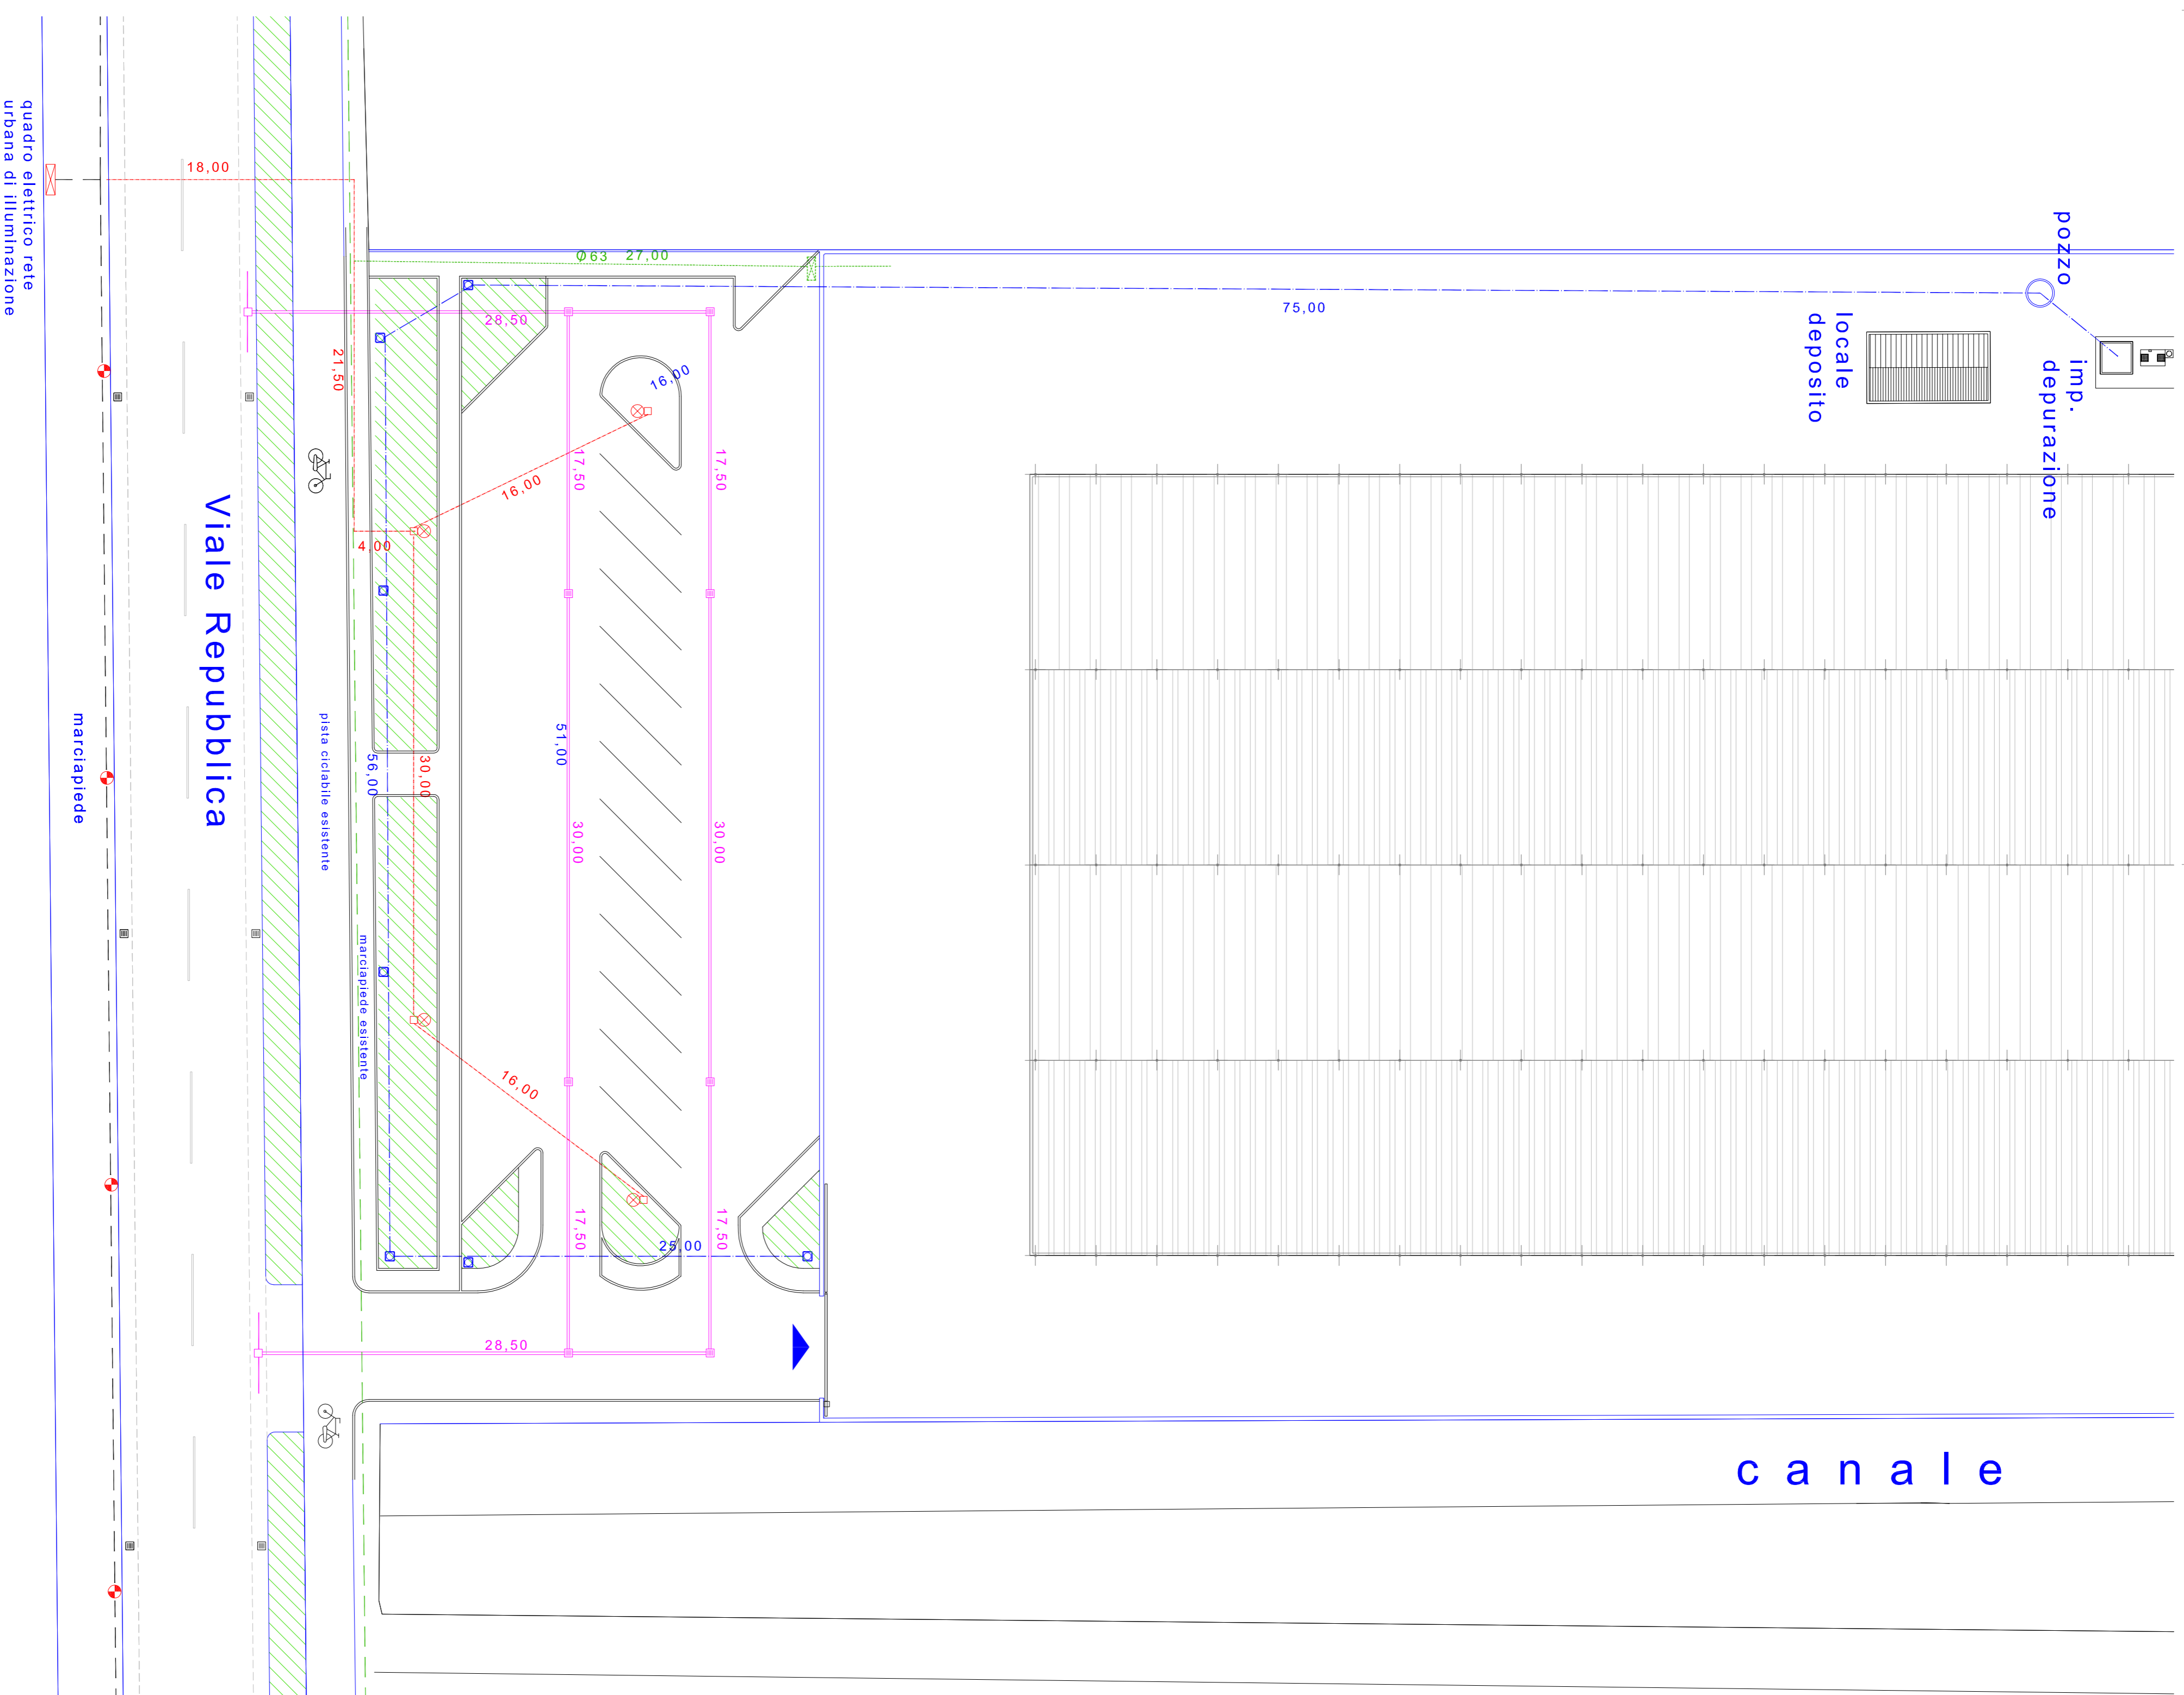 quadro elettrico rete
urbana di illuminazione
18,00
Ø63 27,00
pozzo
75,00
locale
deposito
imp.
depurazione
28,50
21,50
16,00
17,50
17,50
16,00
4,00
Viale Repubblica
pista ciclabile esistente
marciapiede
51,00
56,00
30,00
30,00
30,00
marciapiede esistente
16,00
17,50
17,50
25,00
28,50
canale